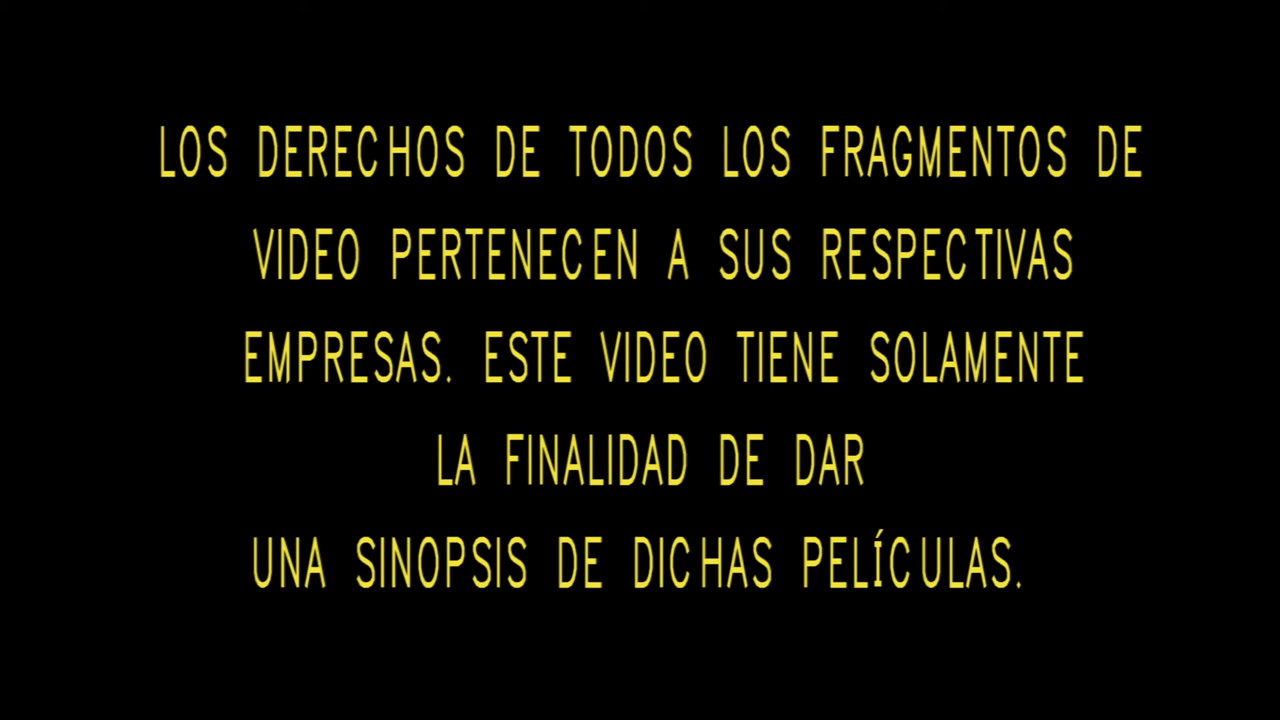 LOS DERECHOS DE TODOS LOS FRAGMENTOS DE
VIDEO PERTENECEN A SUS RESPECTIVAS
EMPRESAS. ESTE VIDEO TIENE SOLAMENTE
LA FINALIDAD DE DAR
UNA SINOPSIS DE DICHAS PELÍCULAS.